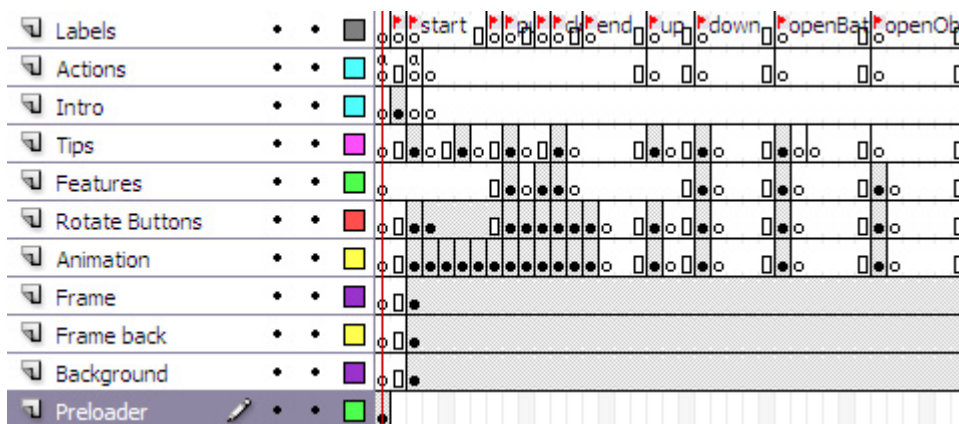 Labels start end up down openBat openOb
Actions
Intro
Tips
Features
Rotate Buttons
Animation
Frame
Frame back
Background
Preloader